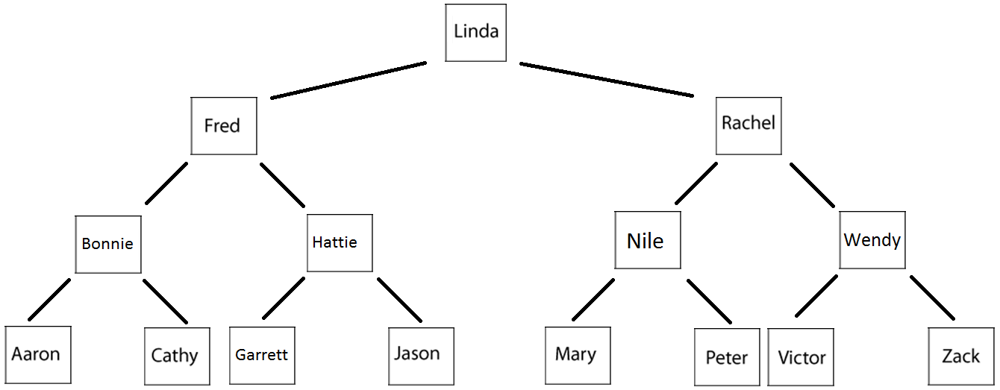 Linda
Fred
Rachel
Bonnie
Hattie
Nile
Wendy
Aaron
Cathy
Garrett
Jason
Mary
Peter
Victor
Zack